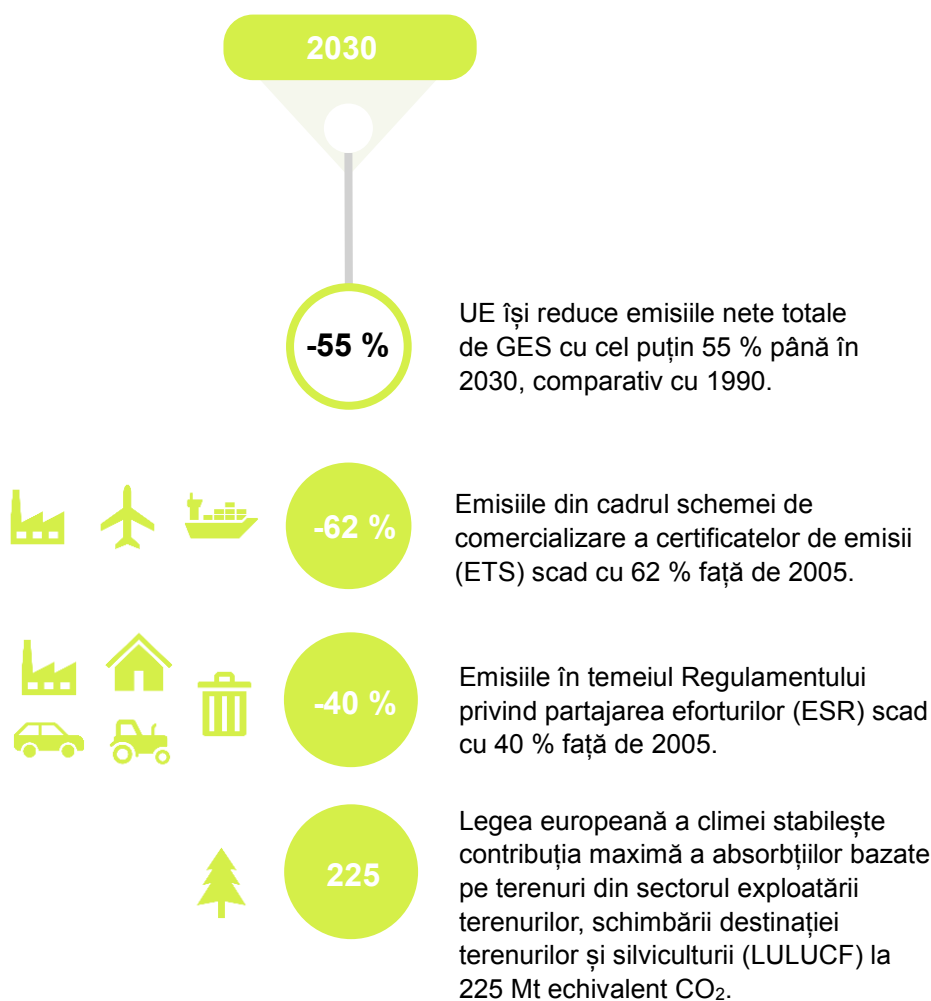 2030
-55 %
UE își reduce emisiile nete totale
de GES cu cel puțin 55 % până în
2030, comparativ cu 1990.
-62 %
Emisiile din cadrul schemei de
comercializare a certificatelor de emisii
(ETS) scad cu 62 % față de 2005.
-40 %
Emisiile în temeiul Regulamentului
privind partajarea eforturilor (ESR) scad
cu 40 % față de 2005.
225
Legea europeană a climei stabilește
contribuția maximă a absorbțiilor bazate
pe terenuri din sectorul exploatării
terenurilor, schimbării destinației
terenurilor și silviculturii (LULUCF) la
225 Mt echivalent CO₂.